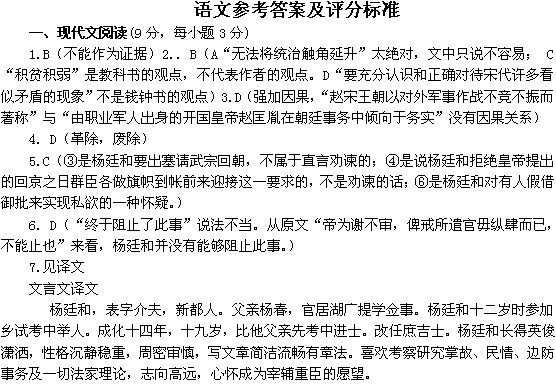 语文参考答案及评分标准
一、现代文阅读(9分，每小题3分)
1.B(不能作为证据)2.. B（A“无法将统治触角延升”太绝对，文中只说不容易； C
“积贫积弱”是教科书的观点，不代表作者的观点。D“要充分认识和正确对待宋代许多看
似矛盾的现象”不是钱钟书的观点)3.D(强加因果，“赵宋王朝以对外军事作战不竞不振而
著称”与“由职业军人出身的开国皇帝赵匡胤在朝廷事务中倾向于务实”没有因果关系)
4. D（革除，废除）
5.C（③是杨廷和要出塞请武宗回朝，不属于直言劝谏的；④是说杨廷和拒绝皇帝提出
的回京之日群臣各做旗帜到帐前来迎接这一要求的，不是劝谏的话；⑥是杨廷和对有人假借
御批来实现私欲的一种怀疑。）
6. D（“终于阻止了此事”说法不当。从原文“帝为谢不审，俾戒所遣官毋纵肆而已，
不能止也”来看，杨廷和并没有能够阻止此事。）
7.见译文
文言文译文
杨廷和，表字介夫，新都人。父亲杨春，官居湖广提学佥事。杨廷和十二岁时参加
乡试考中举人。成化十四年，十九岁，比他父亲先考中进士。改任庶吉士。杨廷和长得英俊
潇洒，性格沉静稳重，周密审慎，写文章简洁流畅有章法。喜欢考察研究掌故、民情、边防
事务及一切法家理论，志向高远，心怀成为宰辅重臣的愿望。